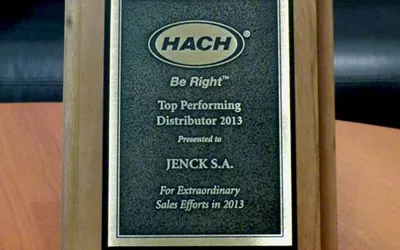 HACH®
Be Right™
Top Performing
Distributor 2013
Presented to
JENCK S.A.
For Extraordinary
Sales Efforts in 2013